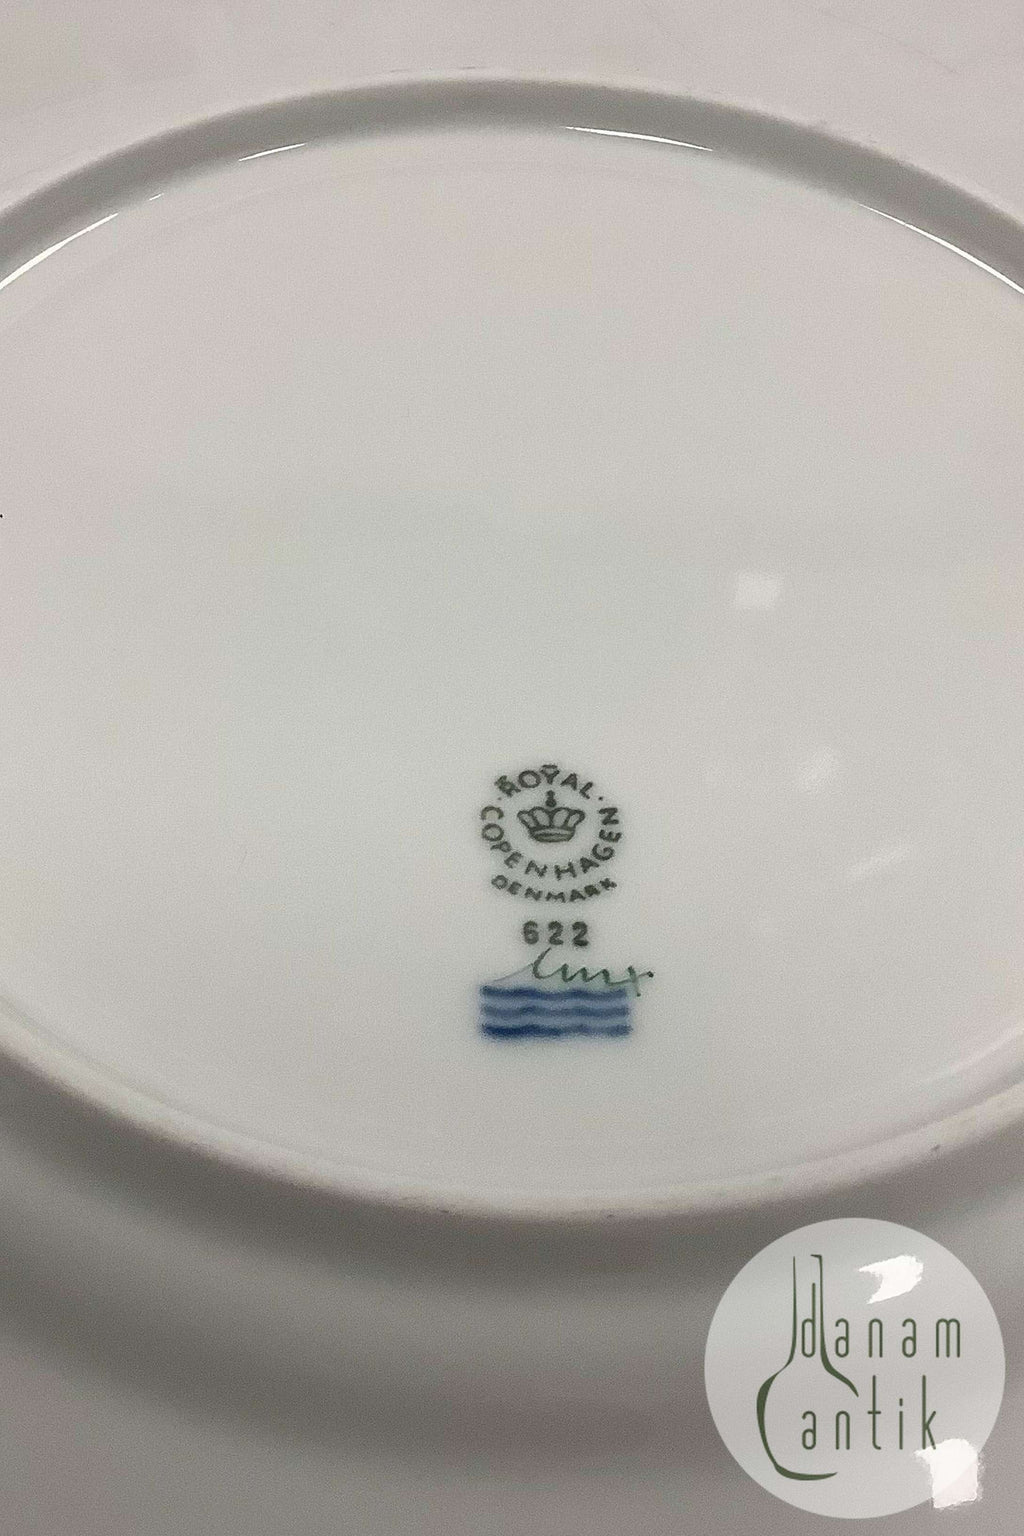 ROYAL
COPENHAGEN
DENMARK
622
danam
antik